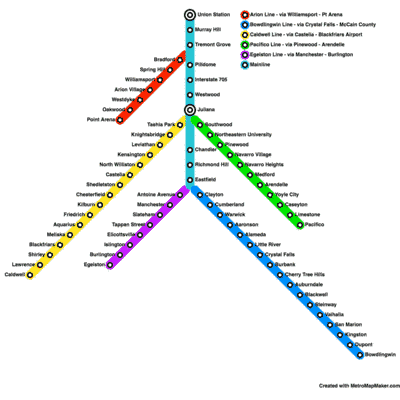 Union Station
Murray Hill
Tremont Grove
Pilldome
Interstate 706
Westwood
Juliana
Chandler
Richmond Hill
Eastfield
Bradford
Spring Hill
Williamsport
Arion Village
Westdyke
Oakwood
Point Arena
Arion Line - via Williamsport - Pt Arena
Bowdlingwin Line - via Crystal Falls - McCain County
Caldwell Line - via Castelia - Blackfriars Airport
Pacifico Line - via Pinewood - Arendelle
Egelston Line - via Manchester - Burlington
Mainline
Tashia Park
Knightsbridge
Leviathan
Kensington
North Williston
Castelia
Shedletston
Chesterfield
Kilburn
Friedrich
Aquarius
Meliaka
Blackfriars
Shirley
Lawrence
Caldwell
Southwood
Northeastern University
Pinewood
Navarro Village
Navarro Heights
Medford
Arendelle
Yoyle City
Caseyton
Limestone
Pacifico
Antoine Avenue
Manchester
Slateham
Tappan Street
Eliottsville
Islington
Burlington
Egelston
Clayton
Cumberland
Warwick
Aaronson
Alameda
Little River
Crystal Falls
Burbank
Cherry Tree Hills
Auburndale
Blackwell
Steinway
Valhalla
San Marion
Kingston
Dupont
Bowdlingwin
Created with MetroMapMaker.com